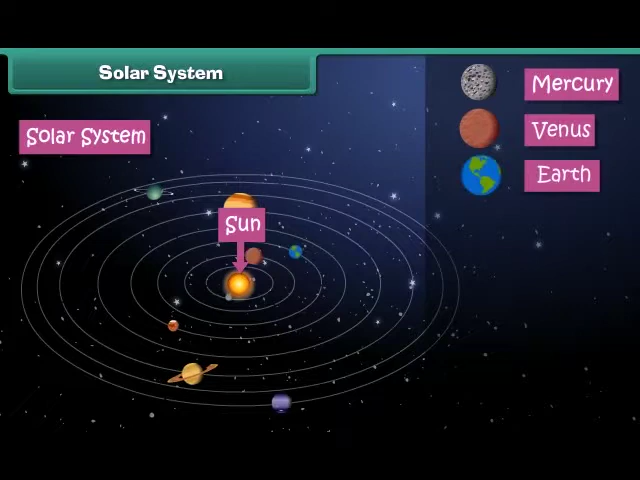 Solar System
Solar System
Sun
Mercury
Venus
Earth